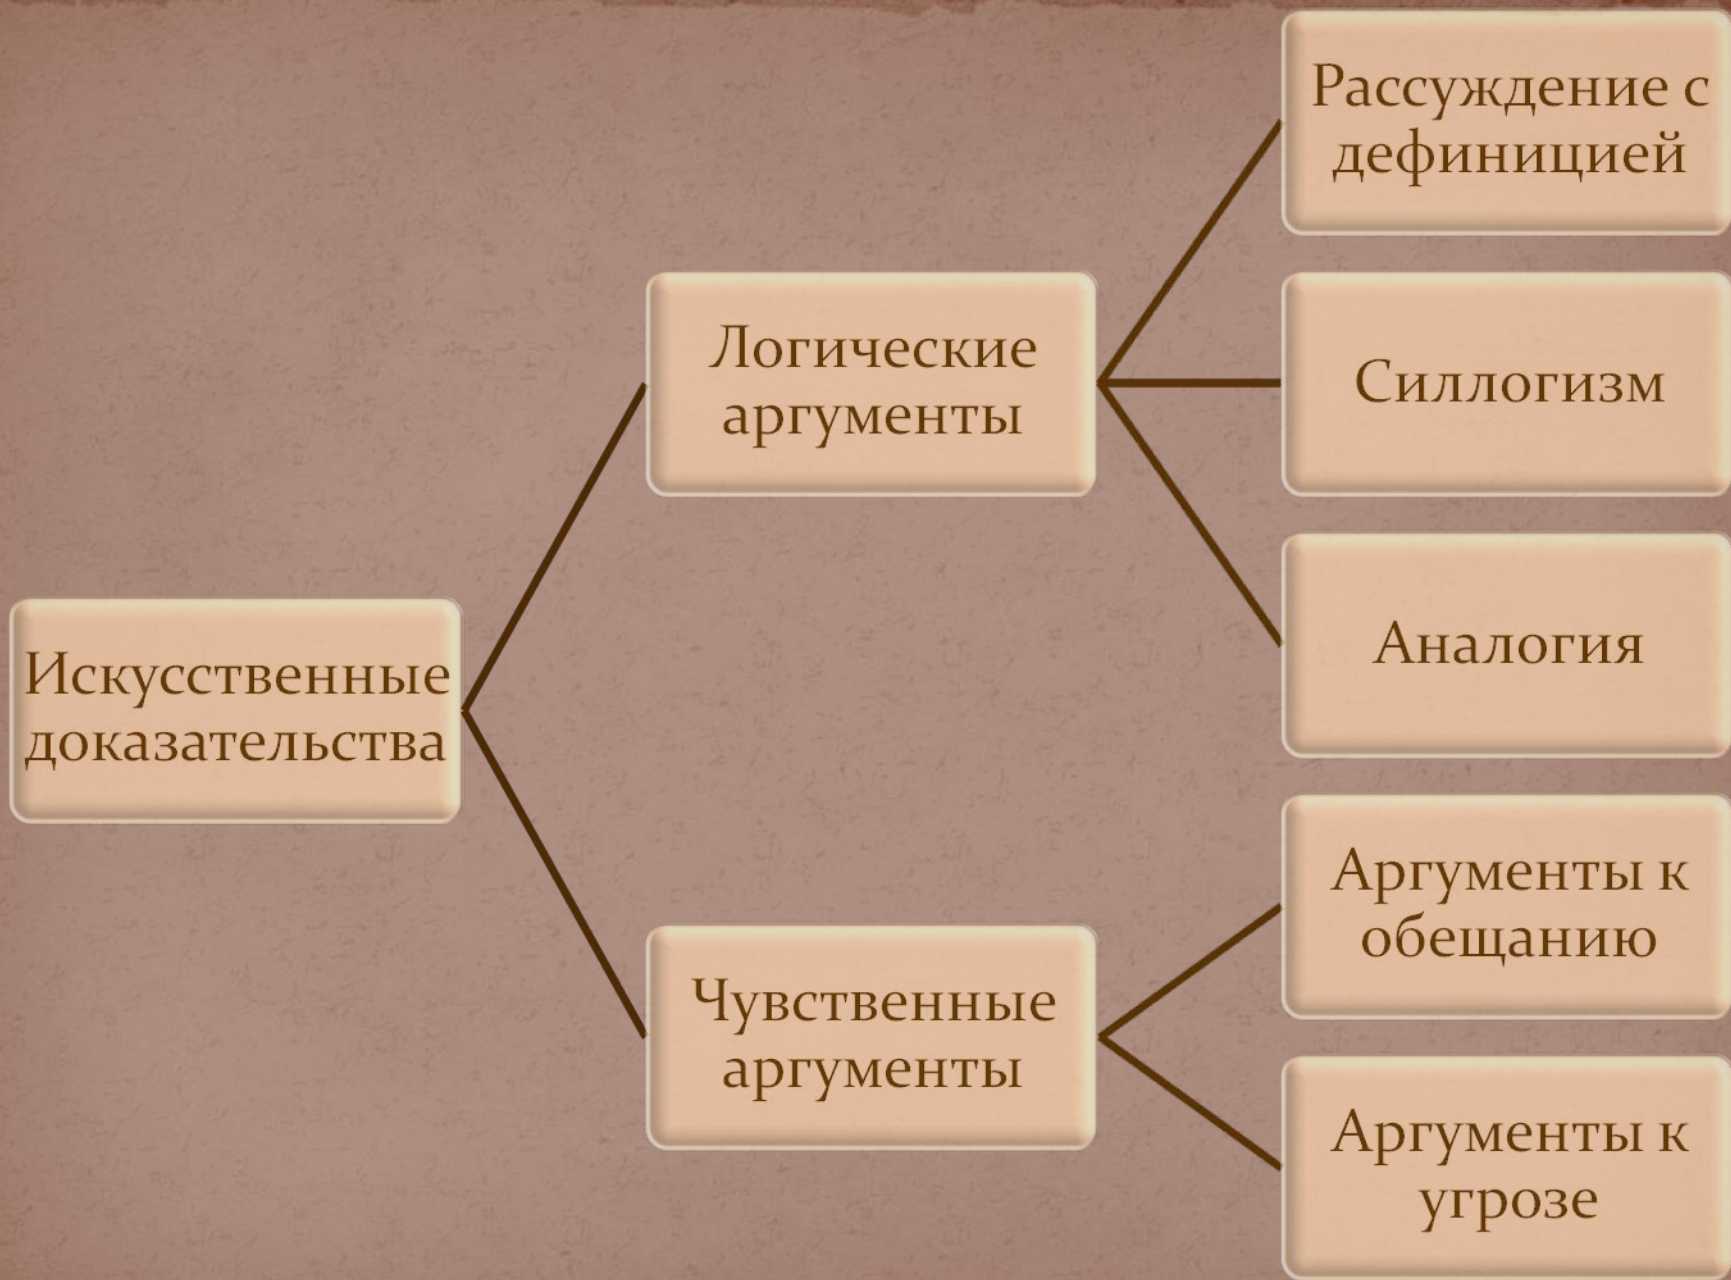 Искусственные
доказательства
Логические
аргументы
Рассуждение с
дефиницией
Силлогизм
Аналогия
Чувственные
аргументы
Аргументы к
обещанию
Аргументы к
угрозе